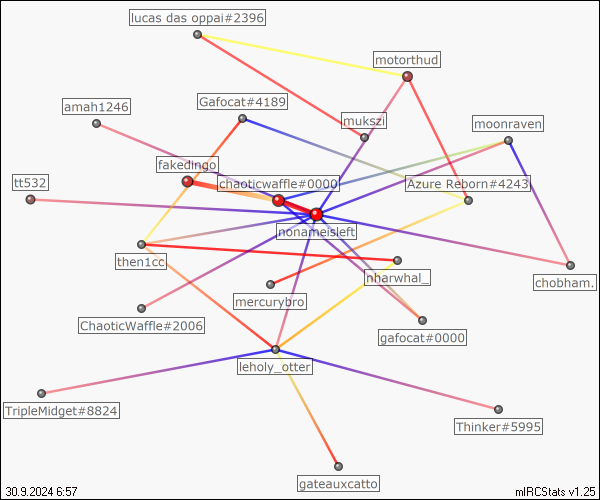 lucas das oppai#2396
motorthud
amah1246
Gafocat#4189
mukszi
moonraven
fakedngo
chaoticwaffle#0000
tt532
Azure Reborn#4243
nonameisleft
then1cc
nharwhal_
chobham.
mercurybro
ChaoticWaffle#2006
gafocat#0000
leholy_otter
TripleMidget#8824
Thinker#5995
gateauxcatto
30.9.2024 6:57
mIRCStats v1.25